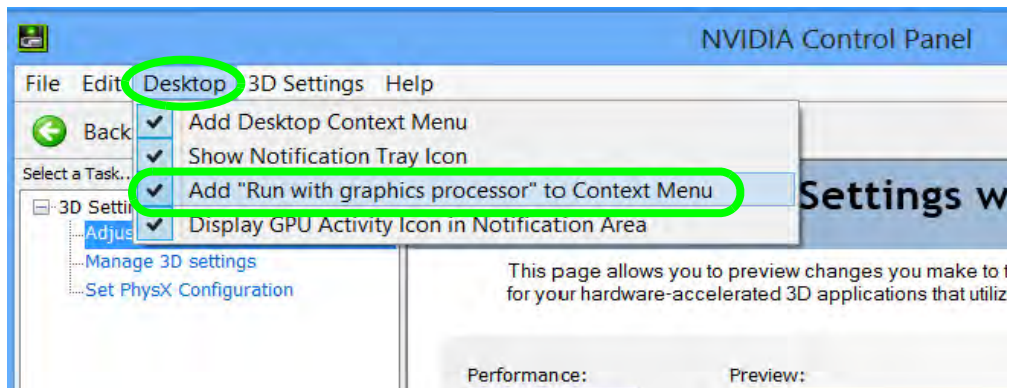 NVIDIA Control Panel
File Edit Desktop 3D Settings Help
Back
Add Desktop Context Menu
Show Notification Tray Icon
Add "Run with graphics processor" to Context Menu
Display GPU Activity Icon in Notification Area
Select a Task...
3D Settin
Adjus
Manage 3D settings
Set PhysX Configuration
Settings w
This page allows you to preview changes you make to t
for your hardware-accelerated 3D applications that utiliz
Performance: Preview: